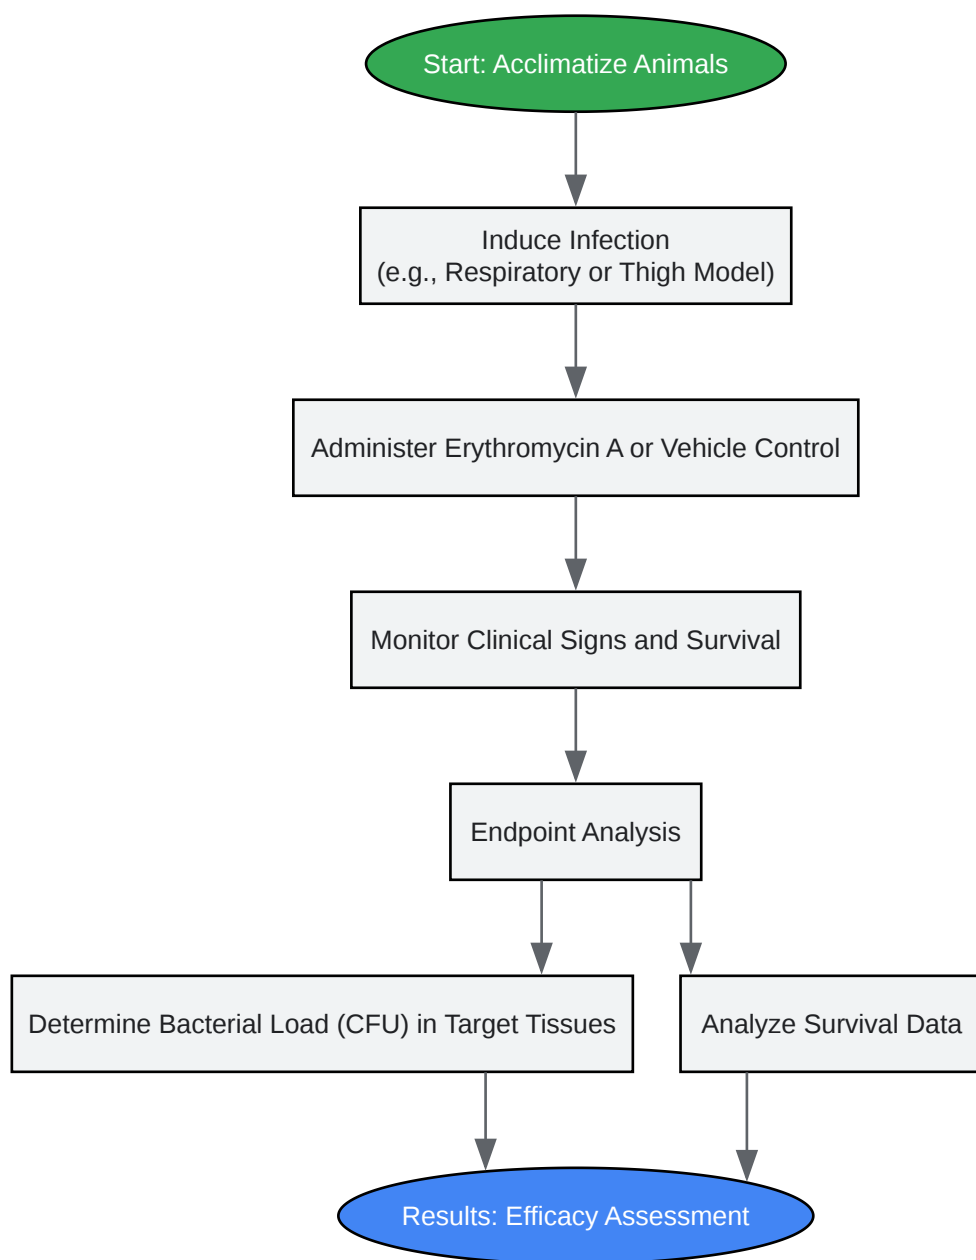 Start: Acclimatize Animals
Induce Infection
(e.g., Respiratory or Thigh Model)
Administer Erythromycin A or Vehicle Control
Monitor Clinical Signs and Survival
Endpoint Analysis
Determine Bacterial Load (CFU) in Target Tissues
Analyze Survival Data
Results: Efficacy Assessment